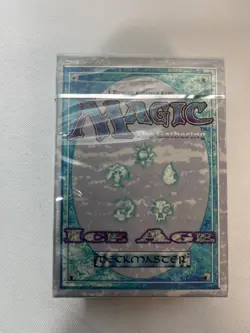 MAGIC
The Gathering
ICE AGE
DECKMASTER